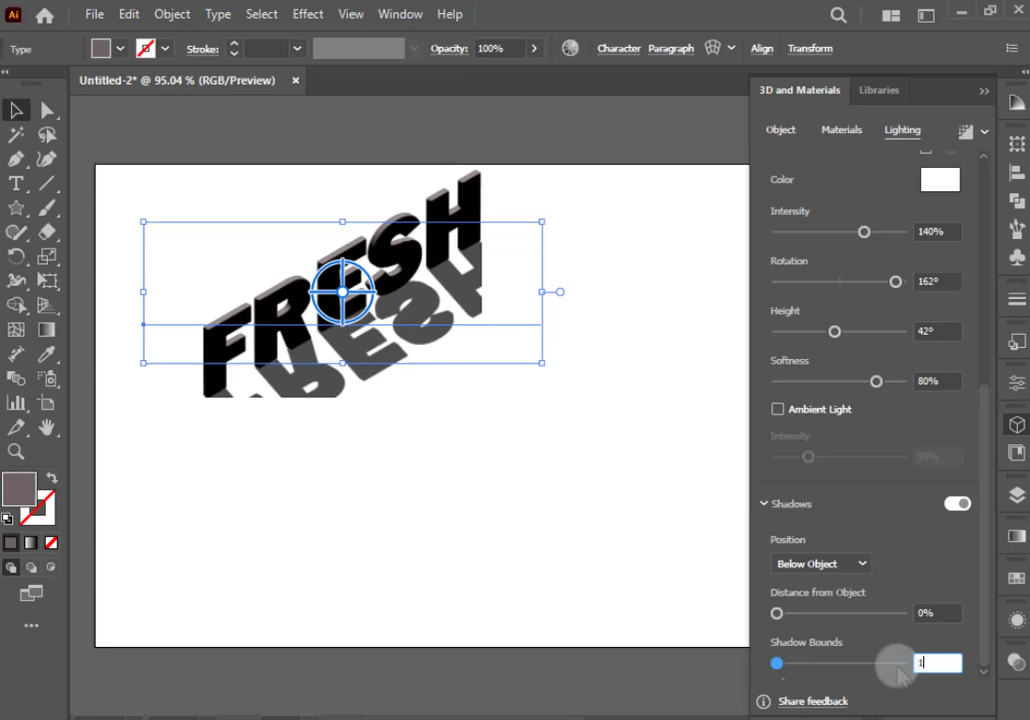 Ai File Edit Object Type Select Effect View Window Help
Type Stroke: Opacity: 100% Character Paragraph Align Transform
Untitled-2* @ 95.04 % (RGB/Preview) ×
3D and Materials Libraries
Object Materials Lighting
Color
Intensity
140%
Rotation
162°
Height
42°
Softness
80%
Ambient Light
Intensity
50%
Shadows
Position
Below Object
Distance from Object
0%
Shadow Bounds
1
Share feedback
FRESH